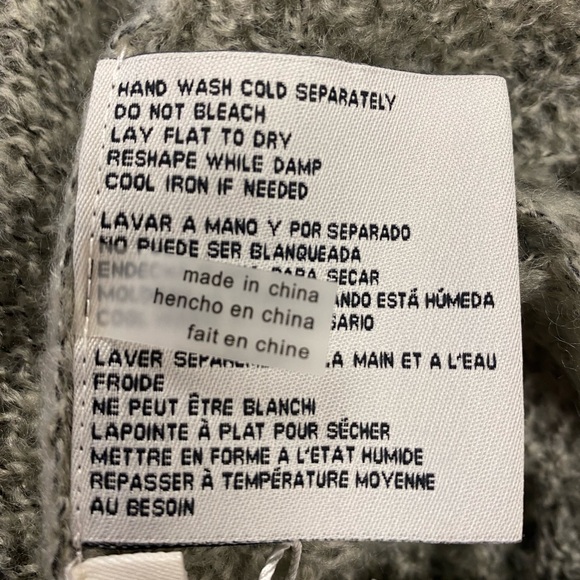 HAND WASH COLD SEPARATELY
DO NOT BLEACH
LAY FLAT TO DRY
RESHAPE WHILE DAMP
COOL IRON IF NEEDED
LAVAR A MANO Y POR SEPARADO
NO PUEDE SER BLANQUEADA
PARA SECAR
made in china
hencho en china
fait en chine
ESTÁ HÚMEDA
LAVER MAIN ET A L'EAU
FROIDE
NE PEUT ÊTRE BLANCHI
LAPOINTE À PLAT POUR SÉCHER
METTRE EN FORME A L'ETAT HUMIDE
REPASSER À TEMPÉRATURE MOYENNE
AU BESOIN